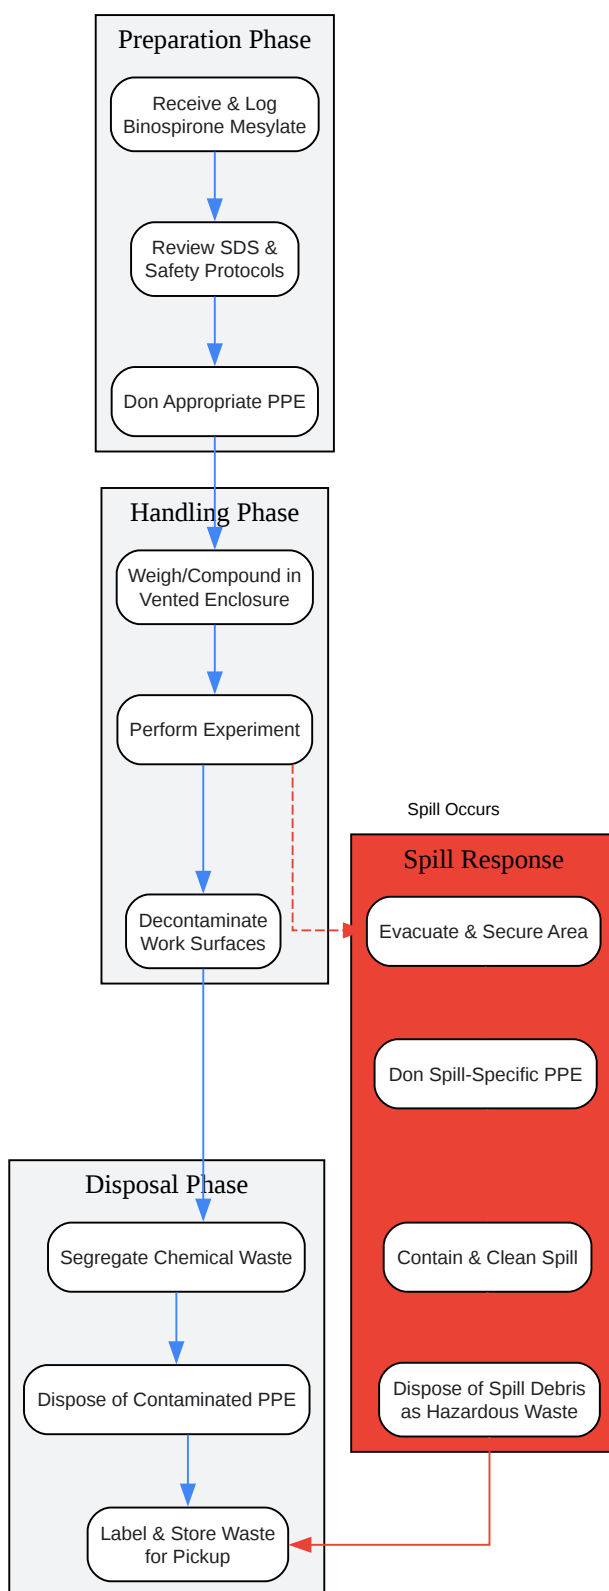 Preparation Phase
Receive & Log
Binospirone Mesylate
Review SDS &
Safety Protocols
Don Appropriate PPE
Handling Phase
Weigh/Compound in
Vented Enclosure
Perform Experiment
Decontaminate
Work Surfaces
Spill Occurs
Spill Response
Evacuate & Secure Area
Don Spill-Specific PPE
Contain & Clean Spill
Dispose of Spill Debris
as Hazardous Waste
Disposal Phase
Segregate Chemical Waste
Dispose of Contaminated PPE
Label & Store Waste
for Pickup